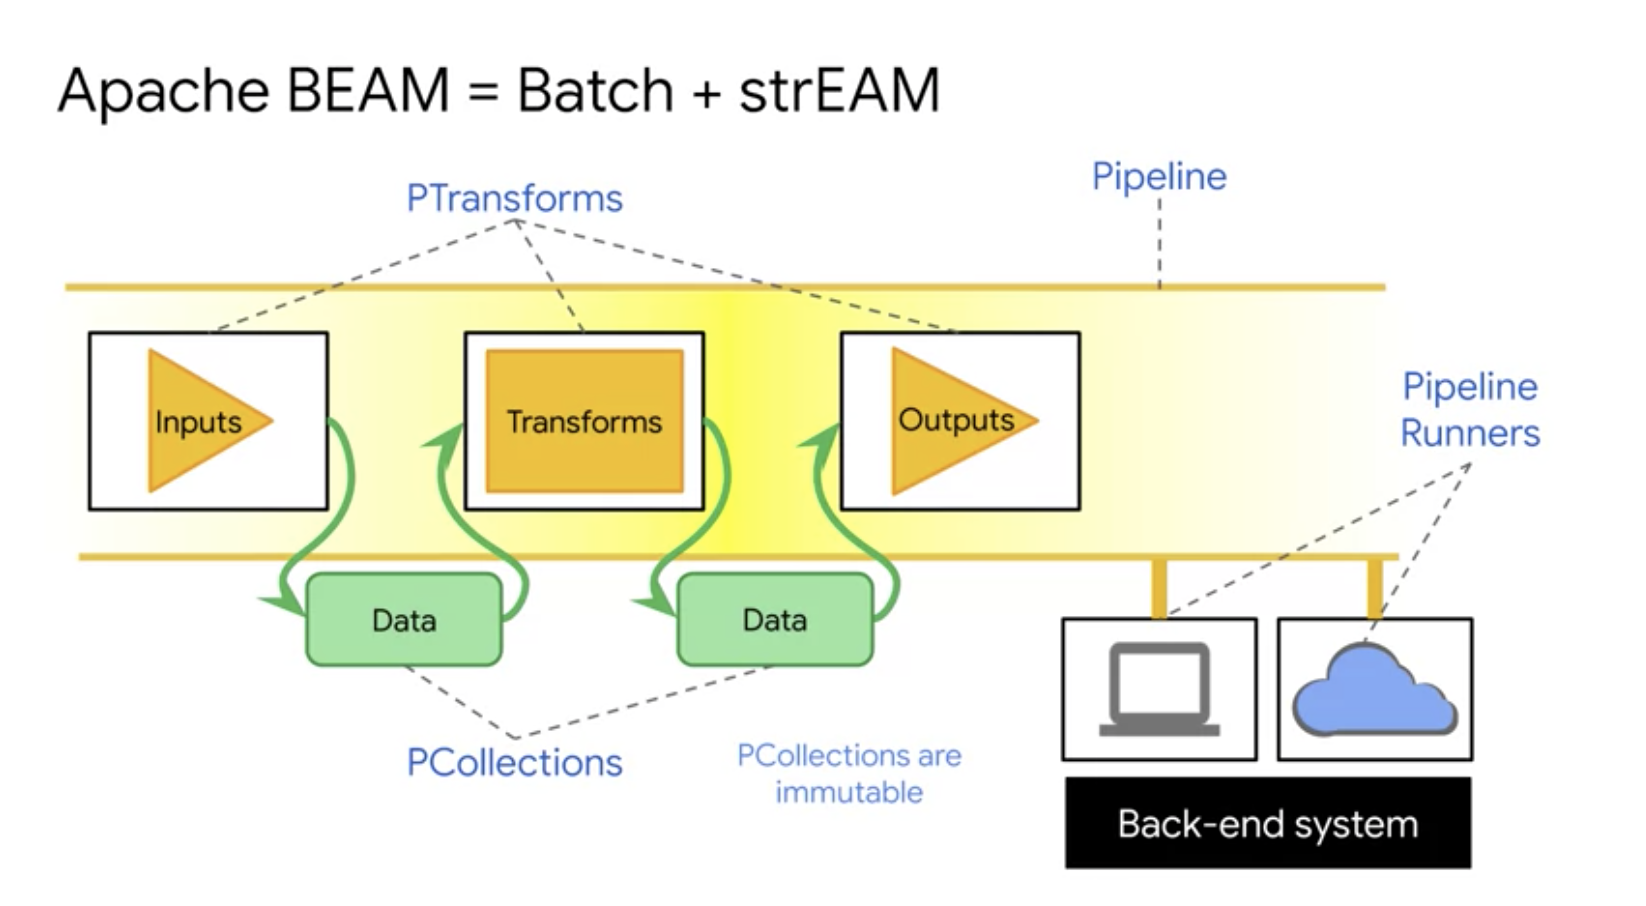 Apache BEAM = Batch + strEAM
PTransforms
Pipeline
Inputs
Transforms
Outputs
Pipeline
Runners
Data
Data
PCollections
PCollections are
immutable
Back-end system